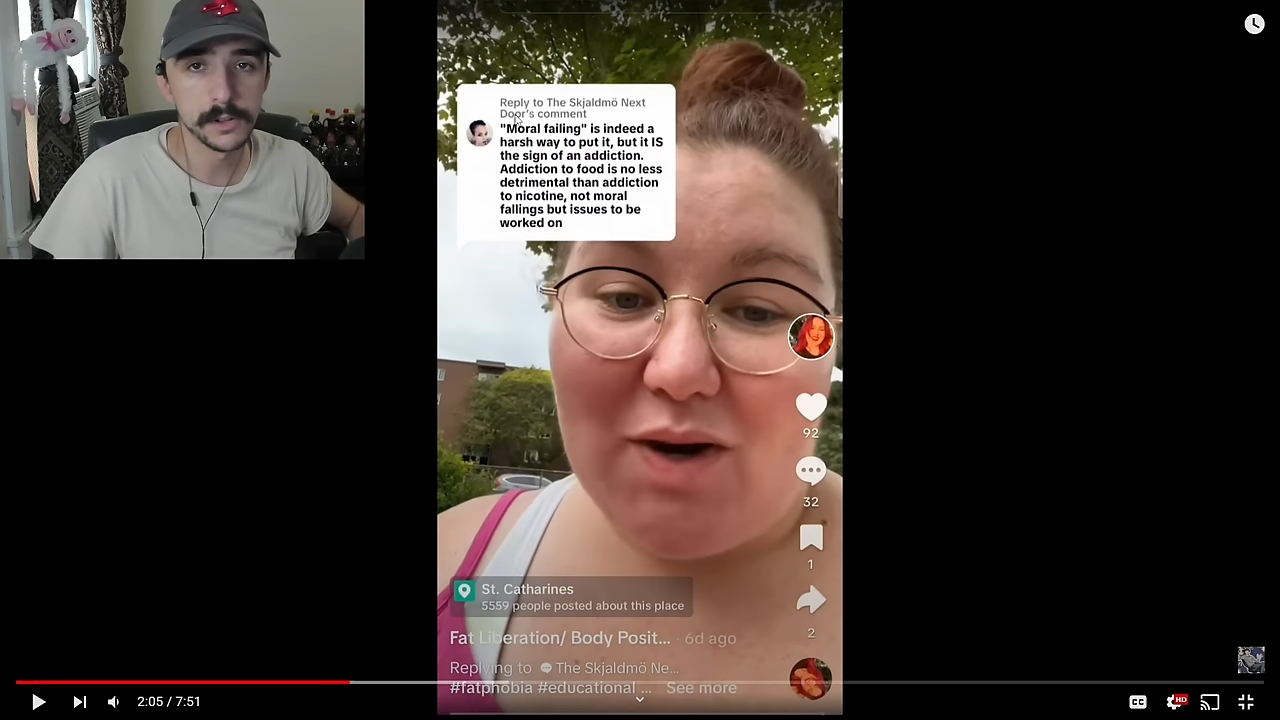 Reply to The Skjaldmö Next
Door's comment
"Moral failing" is indeed a
harsh way to put it, but it IS
the sign of an addiction.
Addiction to food is no less
detrimental than addiction
to nicotine, not moral
fallings but issues to be
worked on
92
32
1
2
St. Catharines
5559 people posted about this place
Fat Liberation/ Body Posit... · 6d ago
Replying to 💬 The Skjaldmö Ne...
#fatphobia #educational ... See more
2:05 / 7:51
CC
HD